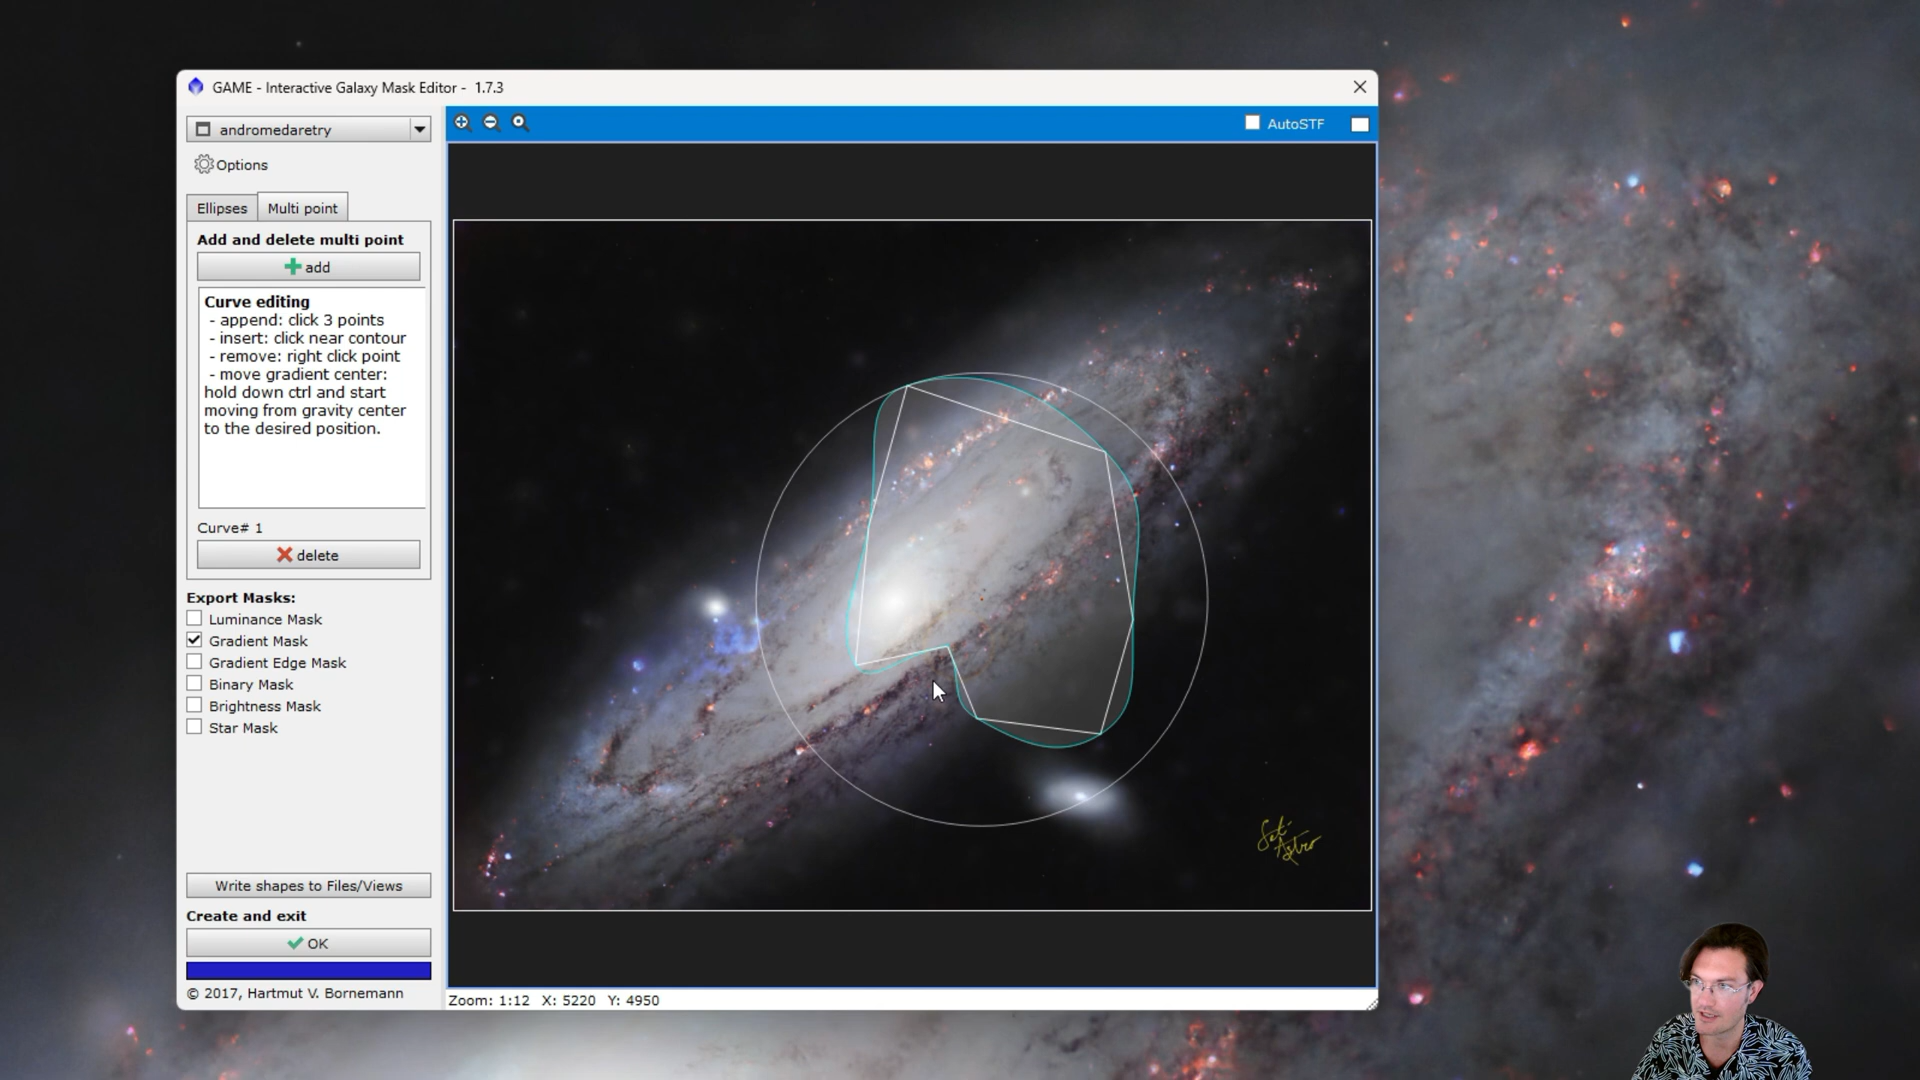 GAME - Interactive Galaxy Mask Editor - 1.7.3
andromedaretry
AutoSTF
Options
Ellipses
Multi point
Add and delete multi point
add
Curve editing
- append: click 3 points
- insert: click near contour
- remove: right click point
- move gradient center:
hold down ctrl and start
moving from gravity center
to the desired position.
Curve# 1
delete
Export Masks:
Luminance Mask
Gradient Mask
Gradient Edge Mask
Binary Mask
Brightness Mask
Star Mask
Set
Astro
Write shapes to Files/Views
Create and exit
OK
© 2017, Hartmut V. Bornemann
Zoom: 1:12 X: 5220 Y: 4950